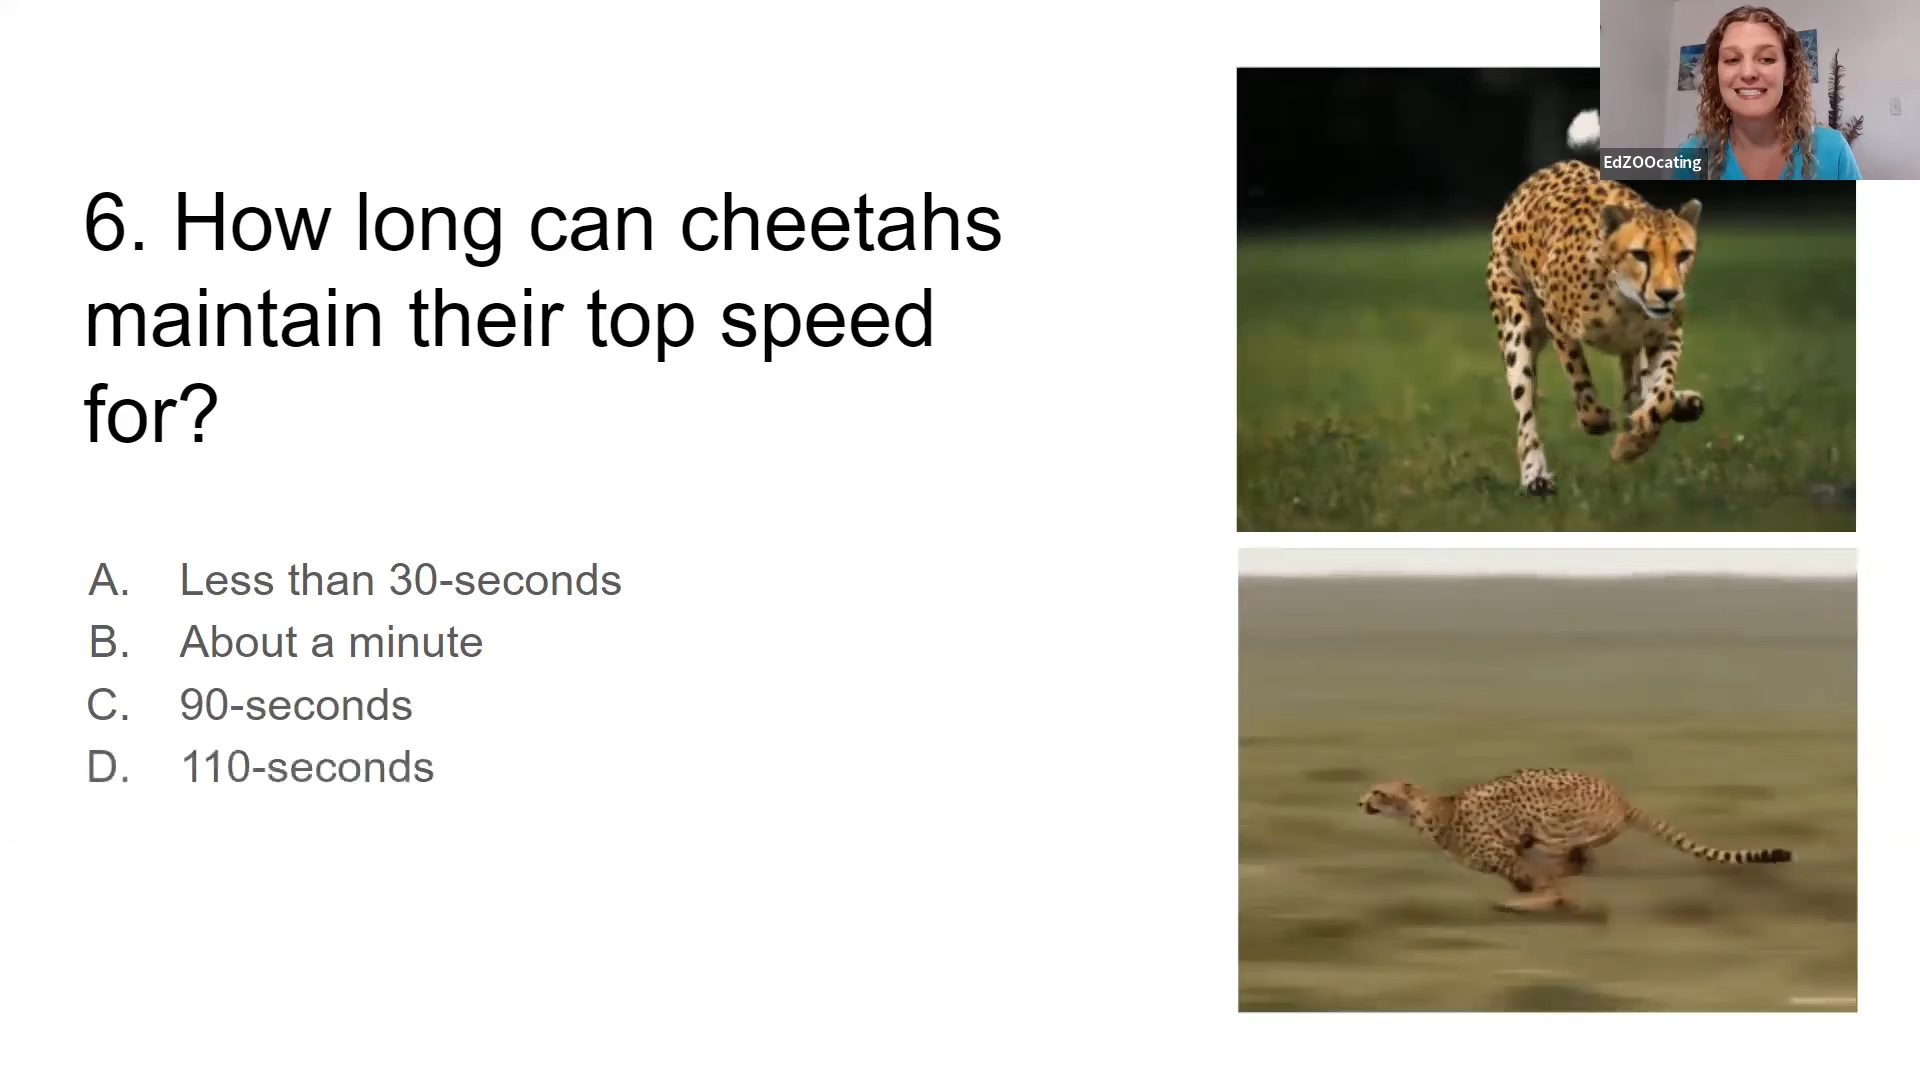 6. How long can cheetahs
maintain their top speed
for?
A. Less than 30-seconds
B. About a minute
C. 90-seconds
D. 110-seconds
EdZOOcating